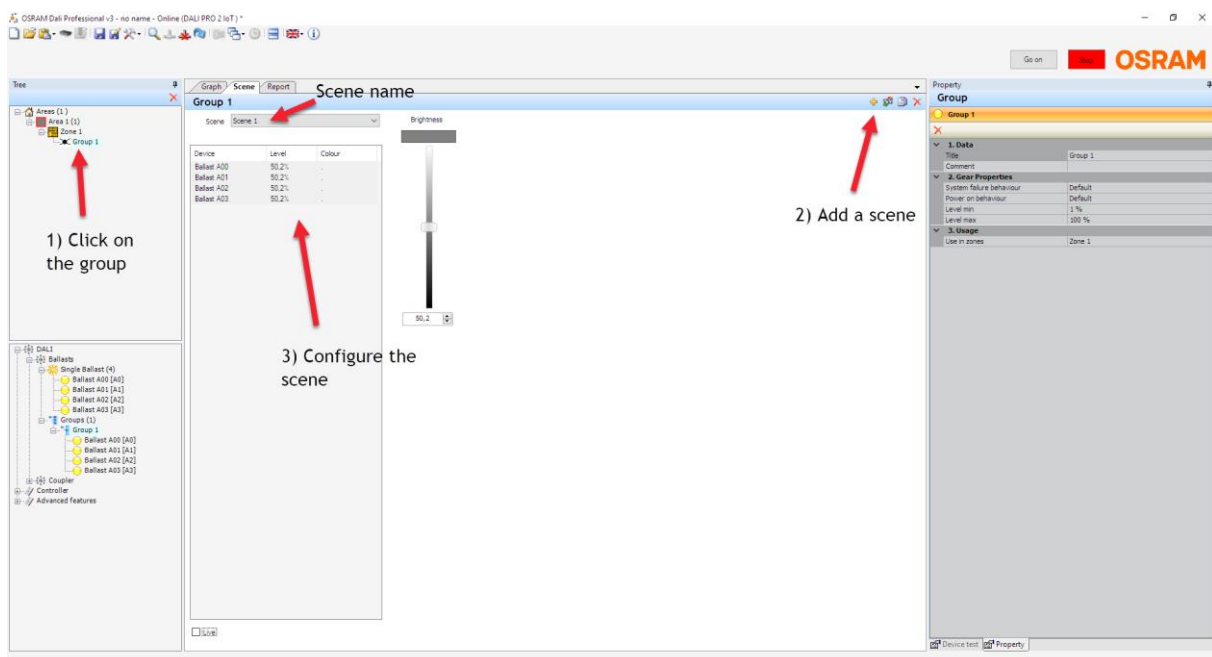 OSRAM Dali Professional v3 - no name - Online (DALI PRO 2 IoT) *
Go on
Stop
OSRAM
Tree
Areas (1)
Area 1 (1)
Zone 1
Group 1
1) Click on
the group
DALI
Ballasts
Single Ballast (4)
Ballast A00 [A0]
Ballast A01 [A1]
Ballast A02 [A2]
Ballast A03 [A3]
Groups (1)
Group 1
Ballast A00 [A0]
Ballast A01 [A1]
Ballast A02 [A2]
Ballast A03 [A3]
Coupler
Controller
Advanced features
Graph Scene Report
Scene name
Group 1
Scene Scene 1
Brightness
Device Level Colour
Ballast A00 50,2% .
Ballast A01 50,2% .
Ballast A02 50,2% .
Ballast A03 50,2% .
50,2
2) Add a scene
3) Configure the
scene
Live
Property
Group
Group 1
1. Data
Title Group 1
Comment
2. Gear Properties
System failure behaviour Default
Power on behaviour Default
Level min 1 %
Level max 100 %
3. Usage
Use in zones Zone 1
Device test Property